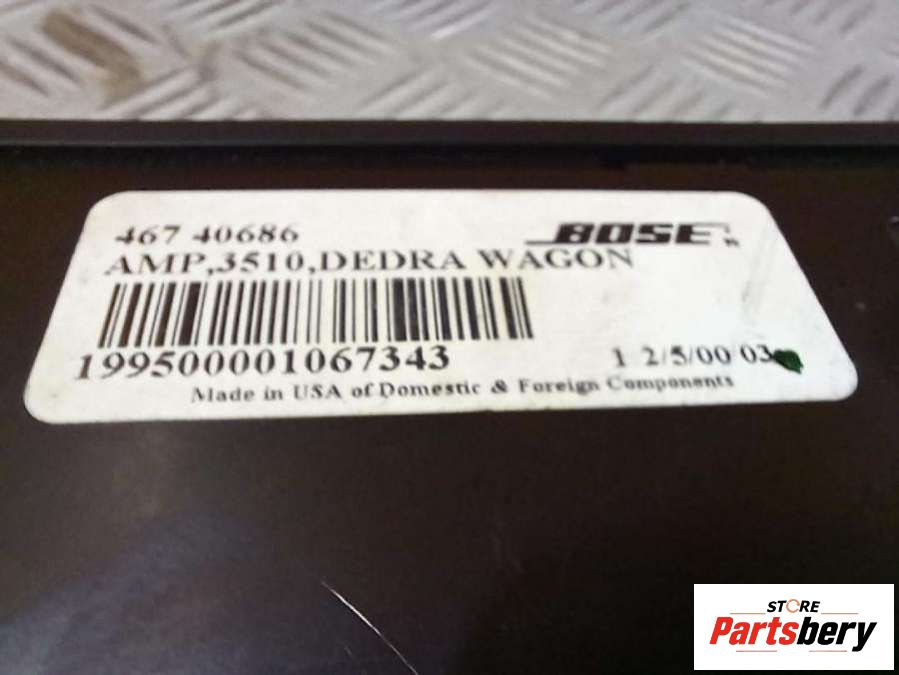 467 40686
BOSE
AMP,3510,DEDRA WAGON
199500001067343
1 2/5/00 03
Made in USA of Domestic & Foreign Components
STORE
Partsbery